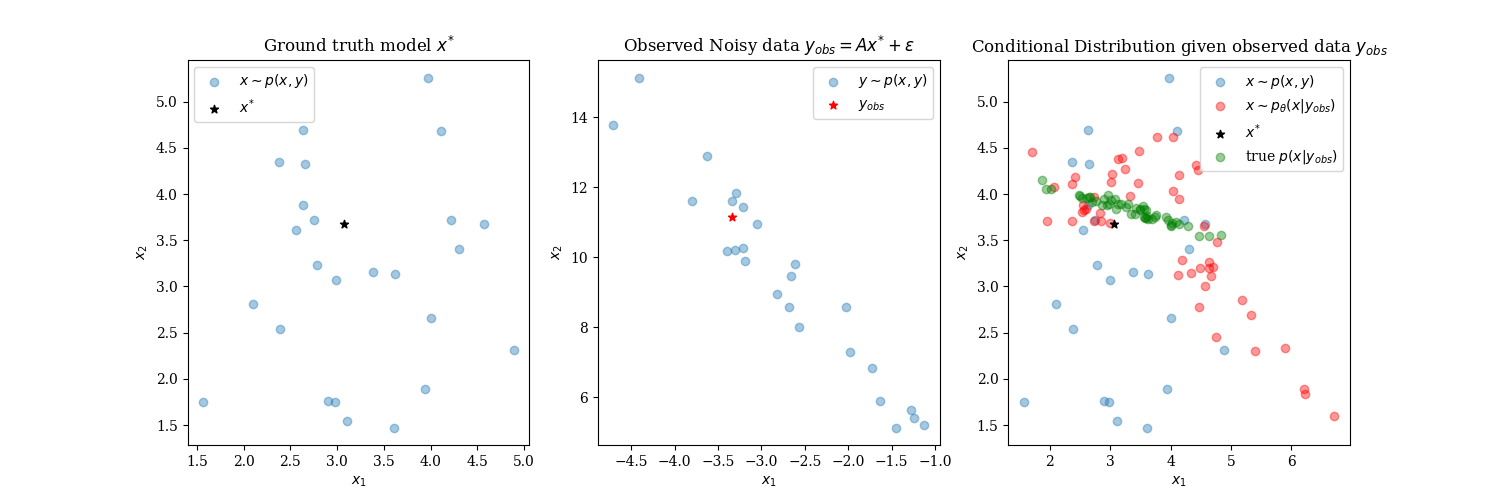 Ground truth model $x^*$
$x \sim p(x, y)$
$x^*$
5.0
4.5
4.0
3.5
3.0
2.5
2.0
1.5
$x_2$
1.5 2.0 2.5 3.0 3.5 4.0 4.5 5.0
$x_1$
Observed Noisy data $y_{obs} = Ax^* + \varepsilon$
$y \sim p(x, y)$
$y_{obs}$
14
12
10
8
6
$x_2$
−4.5 −4.0 −3.5 −3.0 −2.5 −2.0 −1.5 −1.0
$x_1$
Conditional Distribution given observed data $y_{obs}$
$x \sim p(x, y)$
$x \sim p_\theta(x|y_{obs})$
$x^*$
true $p(x|y_{obs})$
5.0
4.5
4.0
3.5
3.0
2.5
2.0
1.5
$x_2$
2 3 4 5 6
$x_1$